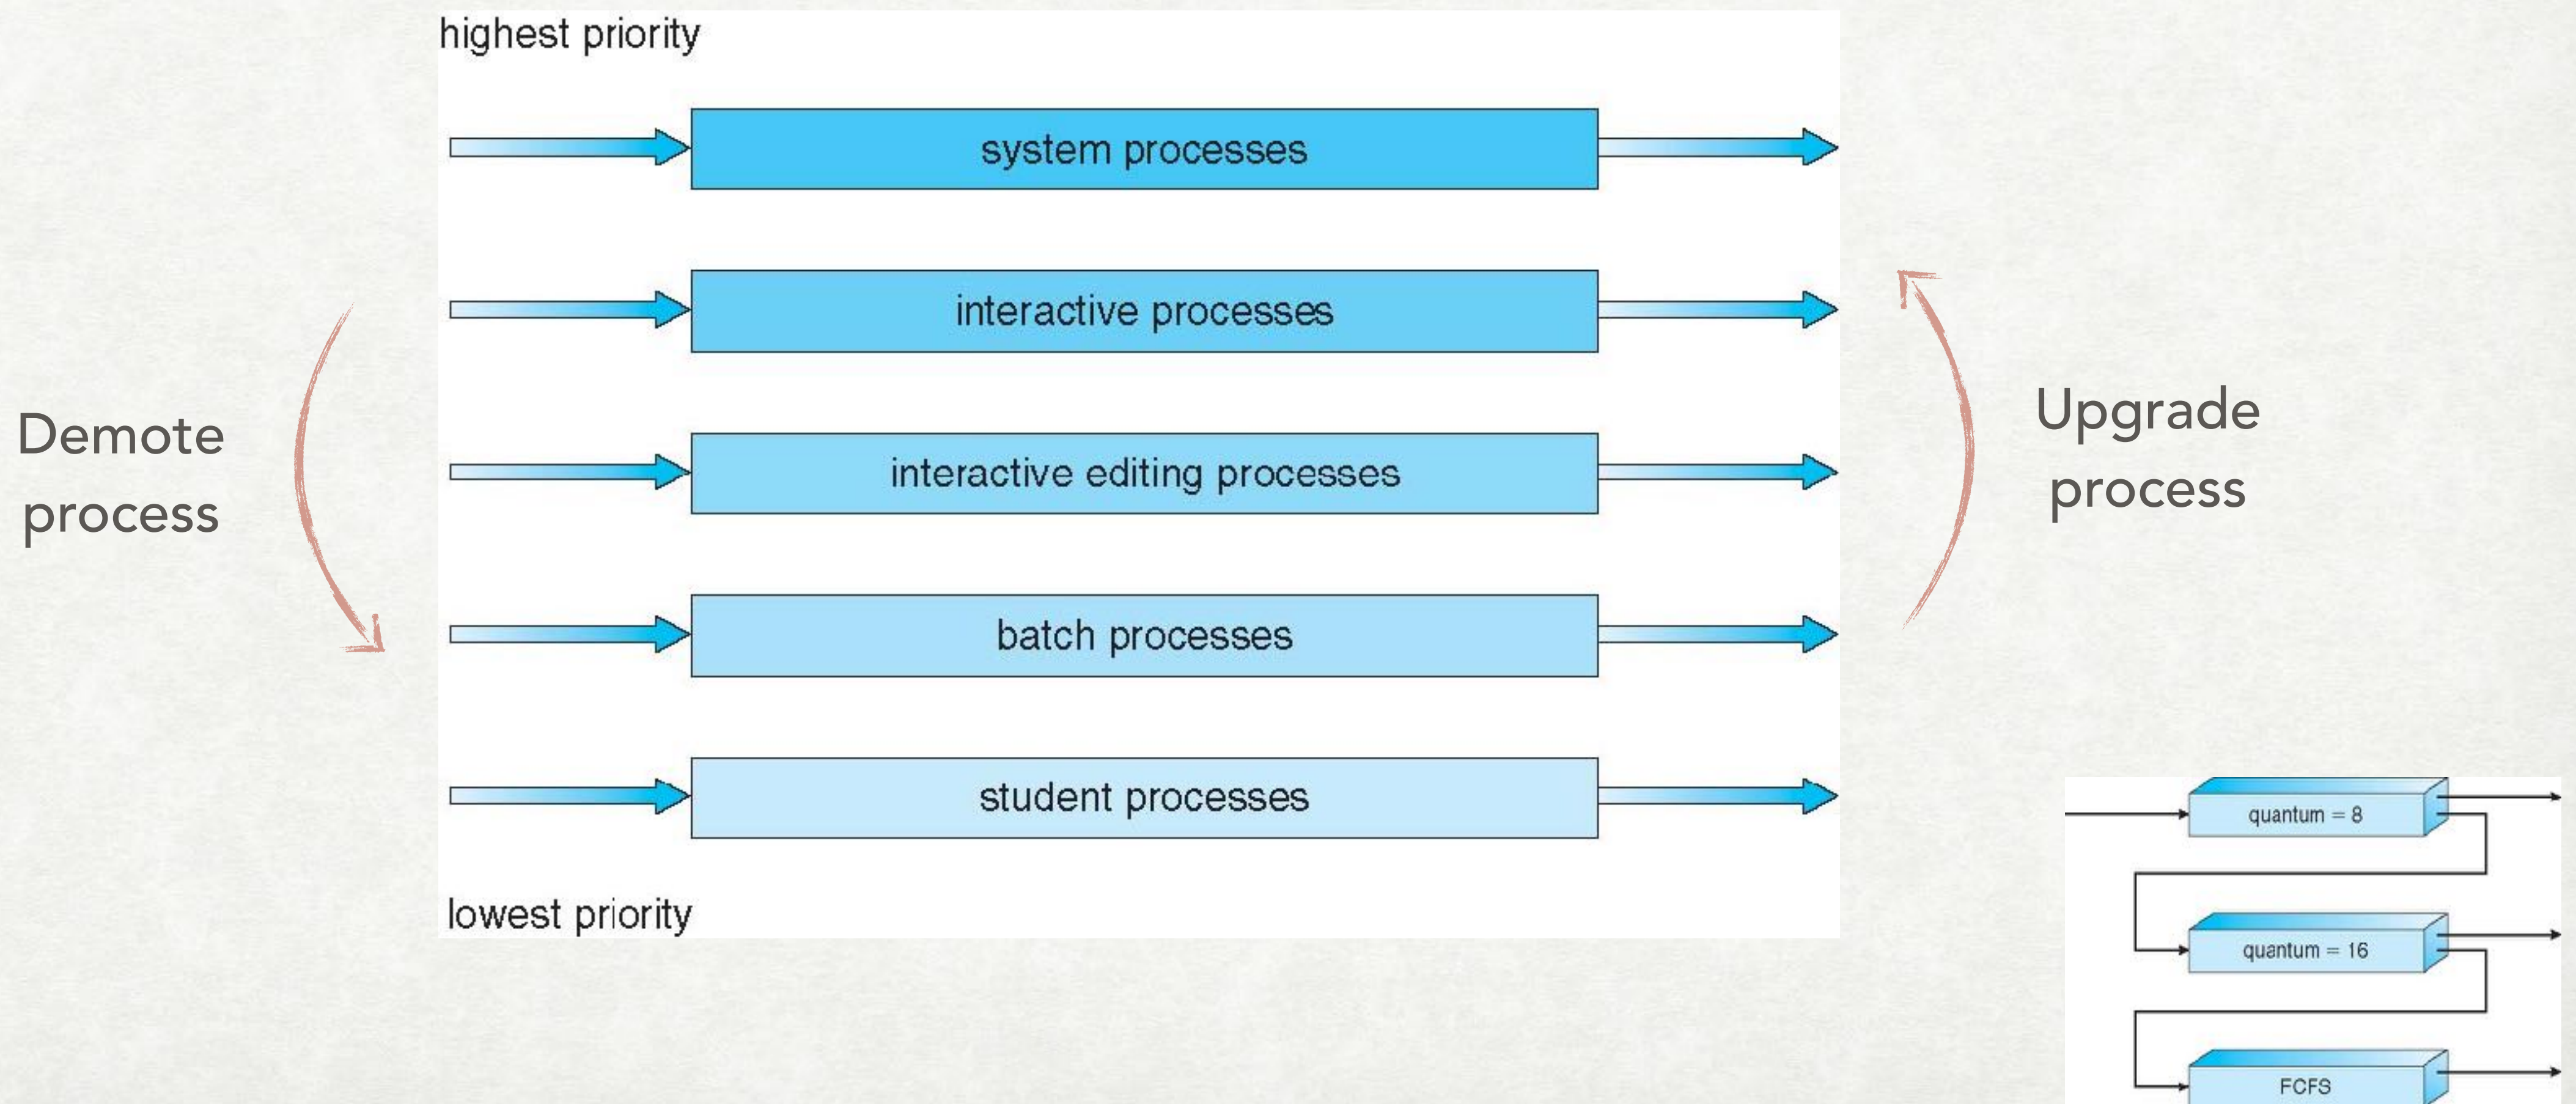 highest priority
system processes
interactive processes
interactive editing processes
batch processes
student processes
lowest priority
Demote
process
Upgrade
process
quantum = 8
quantum = 16
FCFS